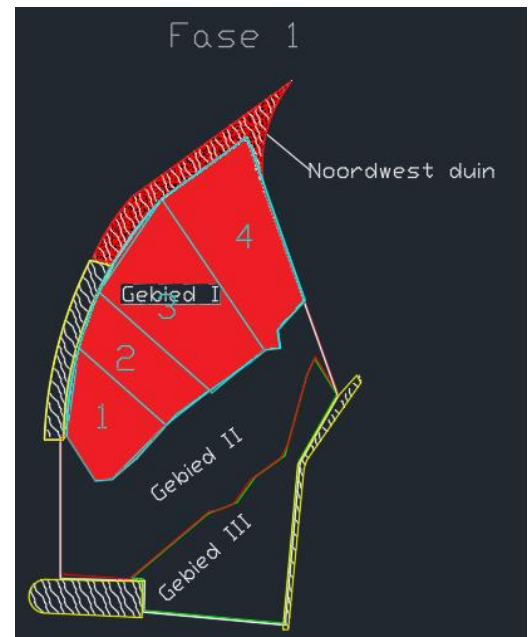 Fase 1
Noordwest duin
4
Gebied I
3
2
1
Gebied II
Gebied III